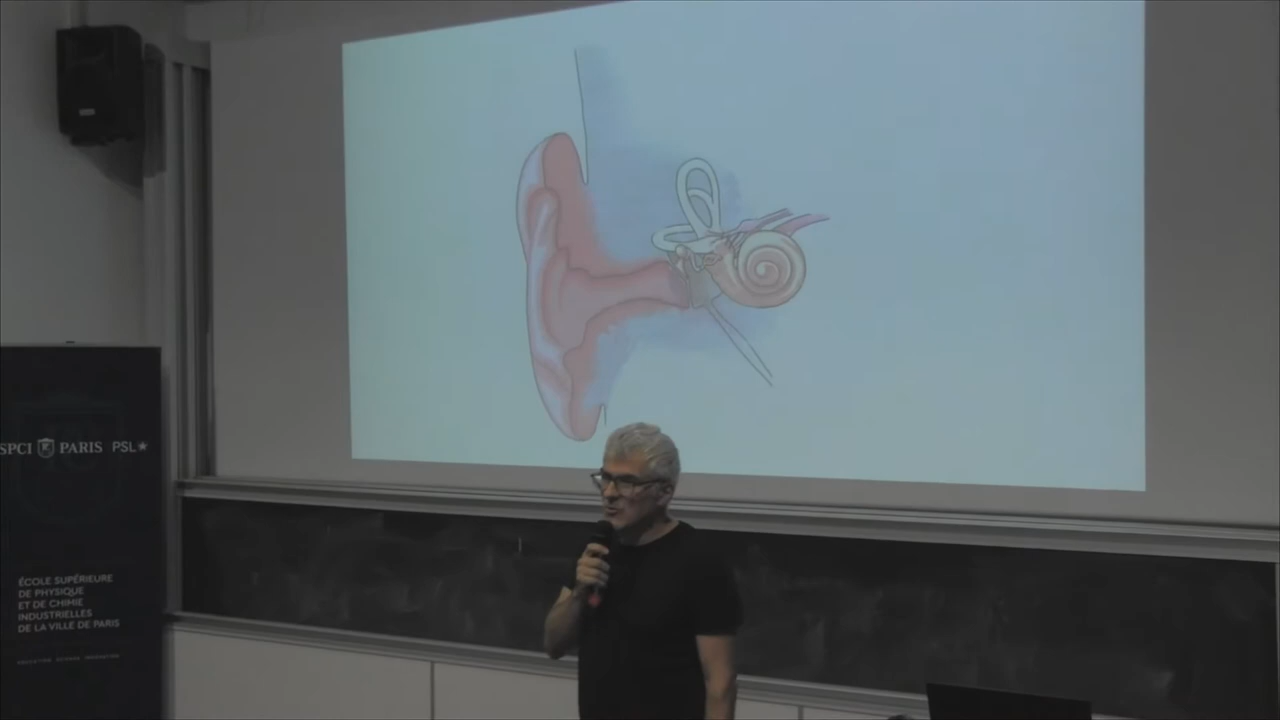 SPCI PARIS PSL★
ÉCOLE SUPÉRIEURE
DE PHYSIQUE
ET DE CHIMIE
INDUSTRIELLES
DE LA VILLE DE PARIS